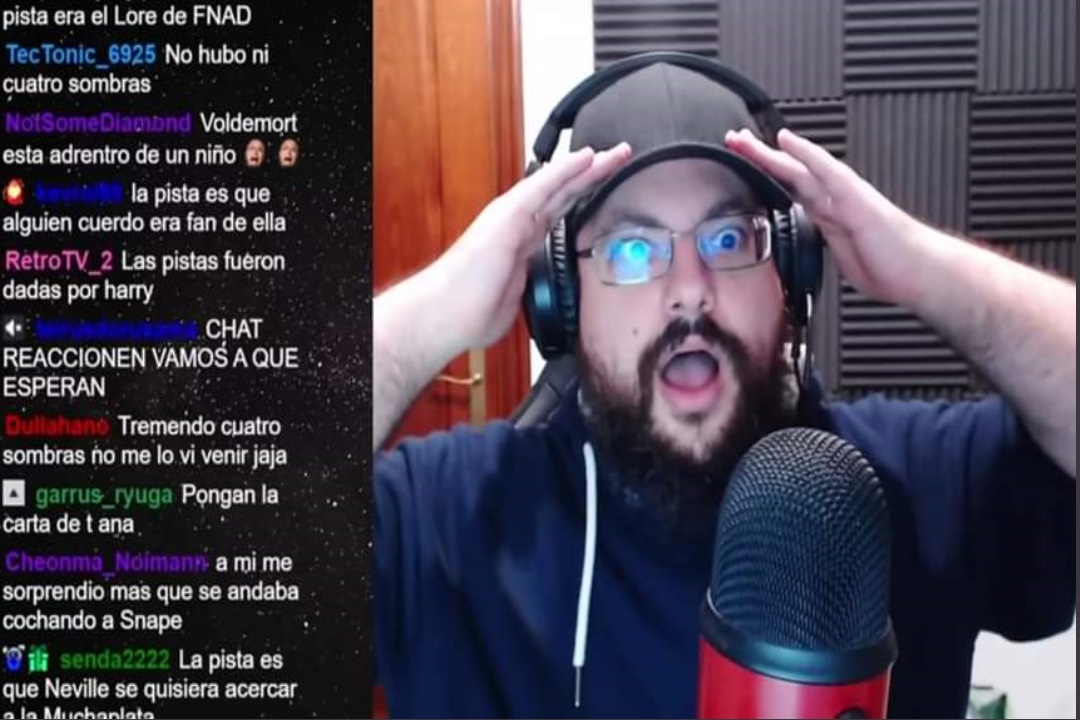 pista era el Lore de FNAD
TecTonic_6925 No hubo ni
cuatro sombras
NotSomeDiamond Voldemort
esta adrentro de un niño
la pista es que
alguien cuerdo era fan de ella
RetroTV_2 Las pistas fueron
dadas por harry
CHAT
REACCIONEN VAMOS A QUE
ESPERAN
Dullahano Tremendo cuatro
sombras no me lo vi venir jaja
garrus_ryuga Pongan la
carta de t ana
Cheonma_Noimann a mi me
sorprendio mas que se andaba
cochando a Snape
senda2222 La pista es
que Neville se quisiera acercar
a la Muchaplata